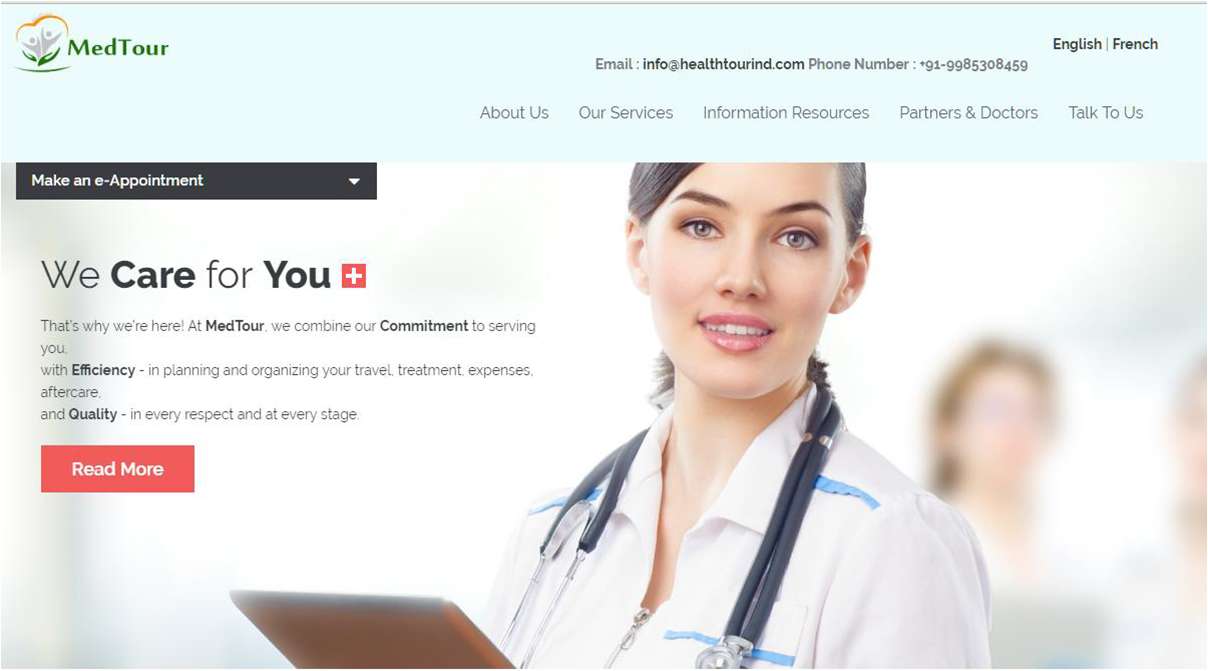 MedTour
English | French
Email : info@healthtourind.com Phone Number : +91-9985308459
About Us Our Services Information Resources Partners & Doctors Talk To Us
Make an e-Appointment
We Care for You
That's why we're here! At MedTour, we combine our Commitment to serving
you,
with Efficiency - in planning and organizing your travel, treatment, expenses,
aftercare,
and Quality - in every respect and at every stage.
Read More